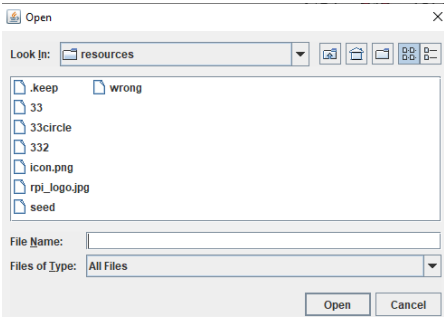 Open
Look In: resources
.keep wrong
33
33circle
332
icon.png
rpi_logo.jpg
seed
File Name:
Files of Type: All Files
Open Cancel